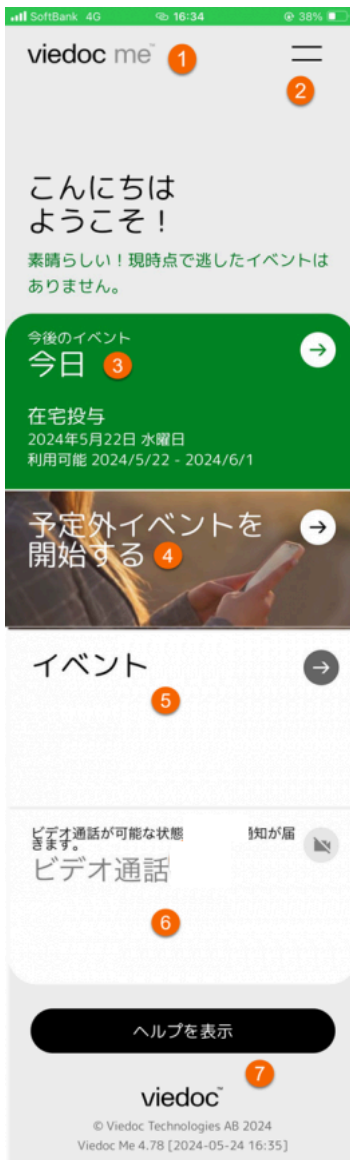 SoftBank 4G 16:34 38%
viedoc me™ 1
2
こんにちは
ようこそ！
素晴らしい！現時点で逃したイベントは
ありません。
今後のイベント
今日 3
在宅投与
2024年5月22日 水曜日
利用可能 2024/5/22 - 2024/6/1
予定外イベントを
開始する 4
イベント
5
ビデオ通話が可能な状態 知が届
きます。
ビデオ通話
6
ヘルプを表示
7
viedoc™
© Viedoc Technologies AB 2024
Viedoc Me 4.78 [2024-05-24 16:35]